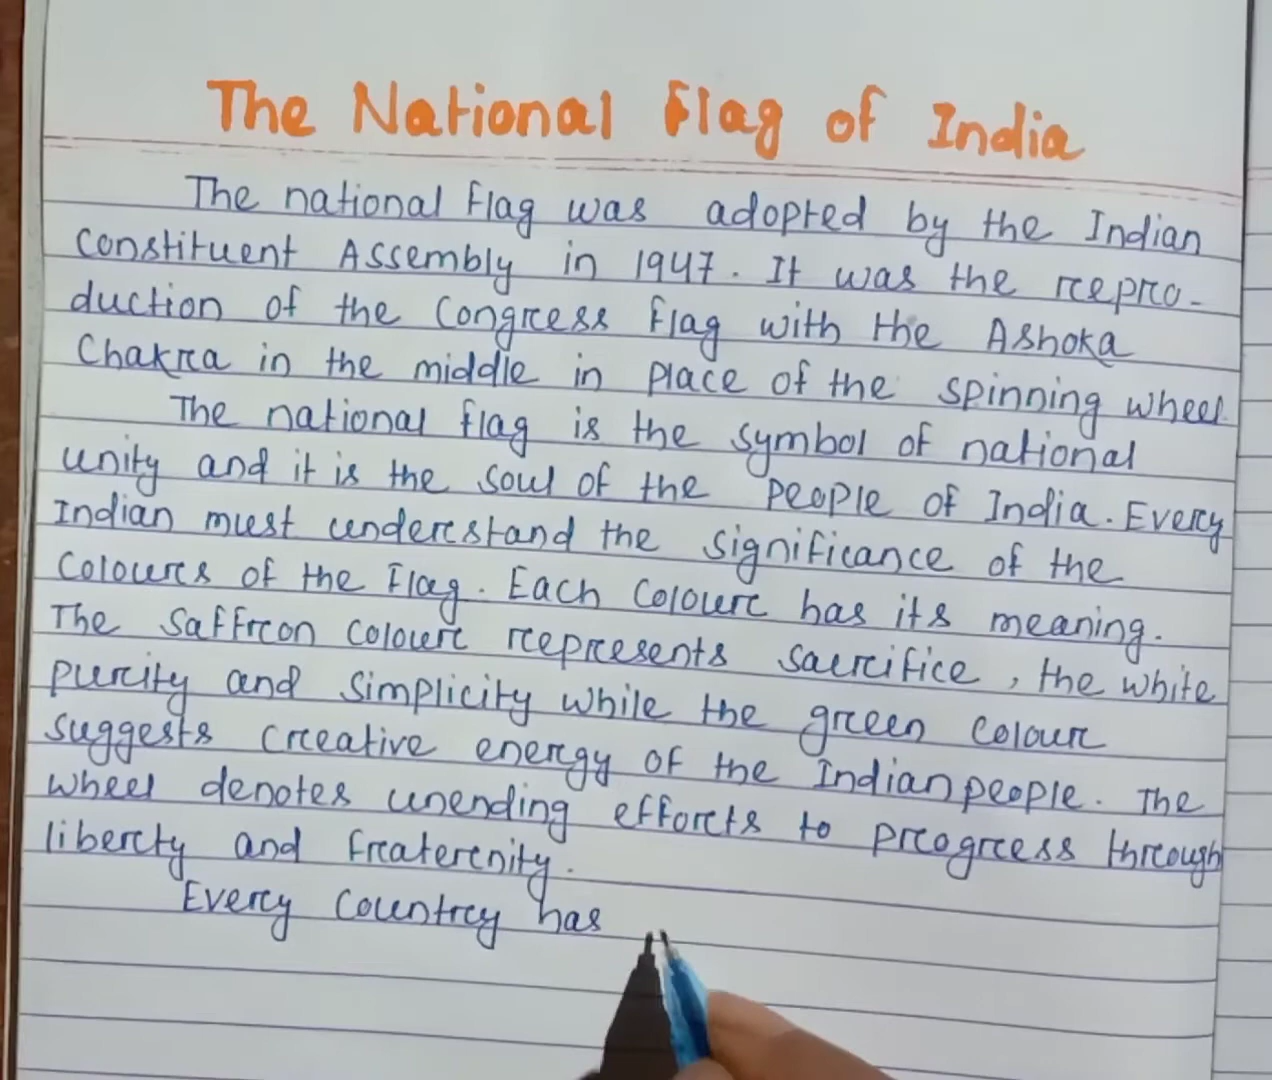 The National Flag of India
The national flag was adopted by the Indian
Constituent Assembly in 1947. It was the repro-
duction of the Congress flag with the Ashoka
Chakra in the middle in place of the spinning wheel.
The national flag is the symbol of national
unity and it is the soul of the people of India. Every
Indian must understand the significance of the
colours of the Flag. Each colour has its meaning.
The saffron colour represents sacrifice, the white
purity and simplicity while the green colour
suggests creative energy of the Indian people. The
wheel denotes unending efforts to progress through
liberty and fraternity.
Every country has